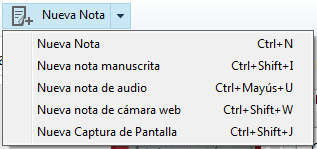 Nueva Nota
Nueva Nota Ctrl+N
Nueva nota manuscrita Ctrl+Shift+I
Nueva nota de audio Ctrl+Mayús+U
Nueva nota de cámara web Ctrl+Shift+W
Nueva Captura de Pantalla Ctrl+Shift+J